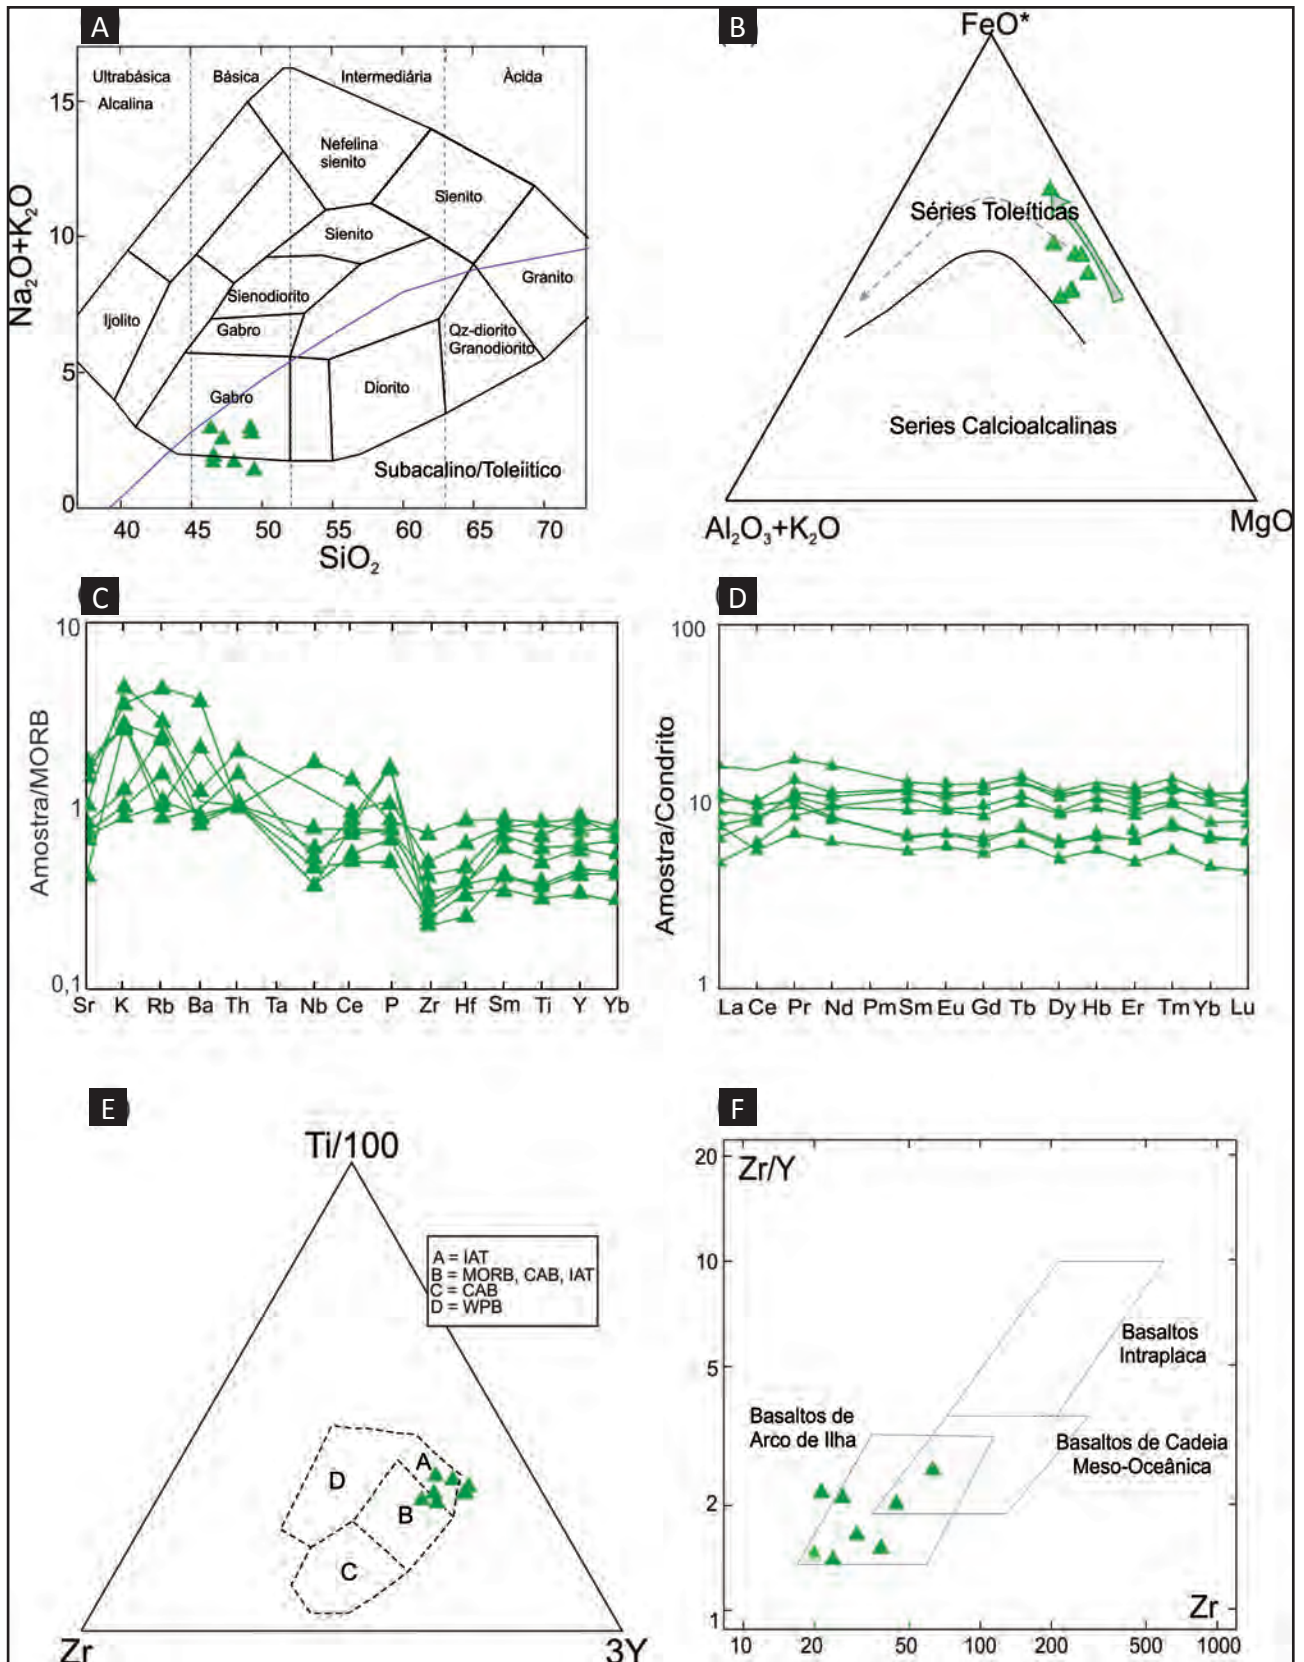 A
Ultrabásica
Básica
Intermediária
Àcida
Alcalina
15
10
5
0
Na₂O+K₂O
Nefelina
sienito
Sienito
Sienito
Sienodiorito
Ijolito
Gabro
Gabro
Diorito
Granito
Qz-diorito
Granodiorito
Subacalino/Toleiitico
40 45 50 55 60 65 70
SiO₂
B
FeO*
Séries Toleíticas
Series Calcioalcalinas
Al₂O₃+K₂O
MgO
C
10
1
0,1
Amostra/MORB
Sr K Rb Ba Th Ta Nb Ce P Zr Hf Sm Ti Y Yb
D
100
10
1
Amostra/Condrito
La Ce Pr Nd Pm Sm Eu Gd Tb Dy Hb Er Tm Yb Lu
E
Ti/100
A = IAT
B = MORB, CAB, IAT
C = CAB
D = WPB
A
D
B
C
Zr
3Y
F
20
10
5
2
1
Zr/Y
Basaltos
Intraplaca
Basaltos de
Arco de Ilha
Basaltos de Cadeia
Meso-Oceânica
Zr
10 20 50 100 200 500 1000